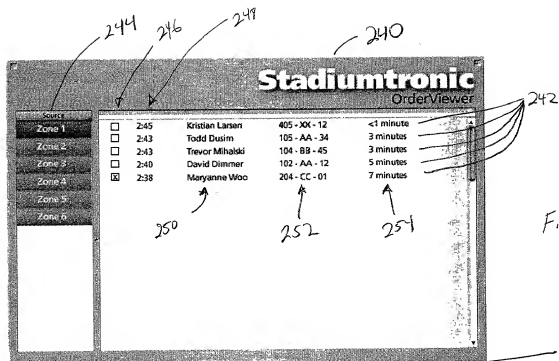 244 246 248 240
Stadiumtronic
OrderViewer
Source
Zone 1
Zone 2
Zone 3
Zone 4
Zone 5
Zone 6
2:45 Kristian Larsen 405 - XX - 12 <1 minute
2:43 Todd Dusim 105 - AA - 34 3 minutes
2:43 Trevor Mihalski 104 - BB - 45 3 minutes
2:40 David Dimmer 102 - AA - 12 5 minutes
X 2:38 Maryanne Woo 204 - CC - 01 7 minutes
242
250 252 254
F.